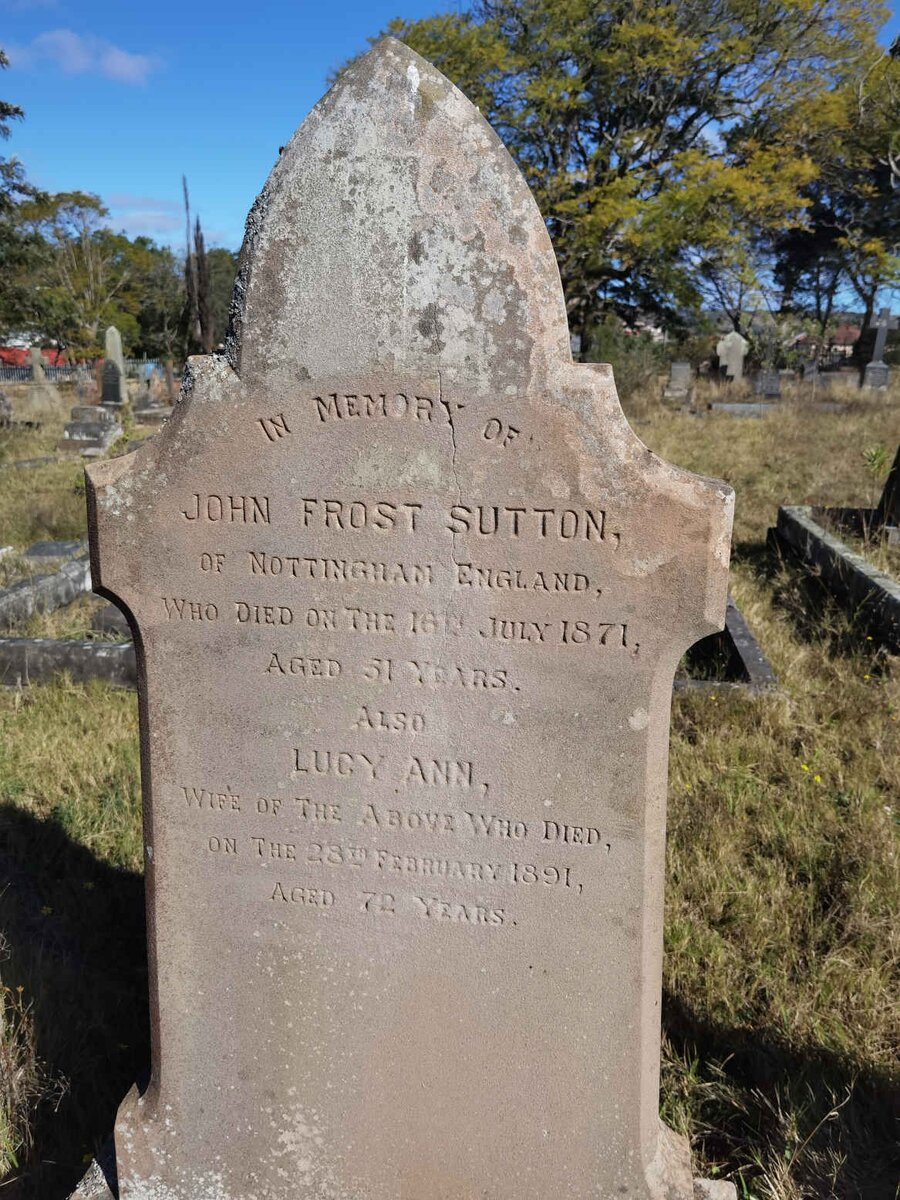 IN MEMORY OF
JOHN FROST SUTTON,
OF NOTTINGHAM ENGLAND,
WHO DIED ON THE 16TH JULY 1871,
AGED 51 YEARS.
ALSO
LUCY ANN,
WIFE OF THE ABOVE WHO DIED,
ON THE 28TH FEBRUARY 1891,
AGED 72 YEARS.